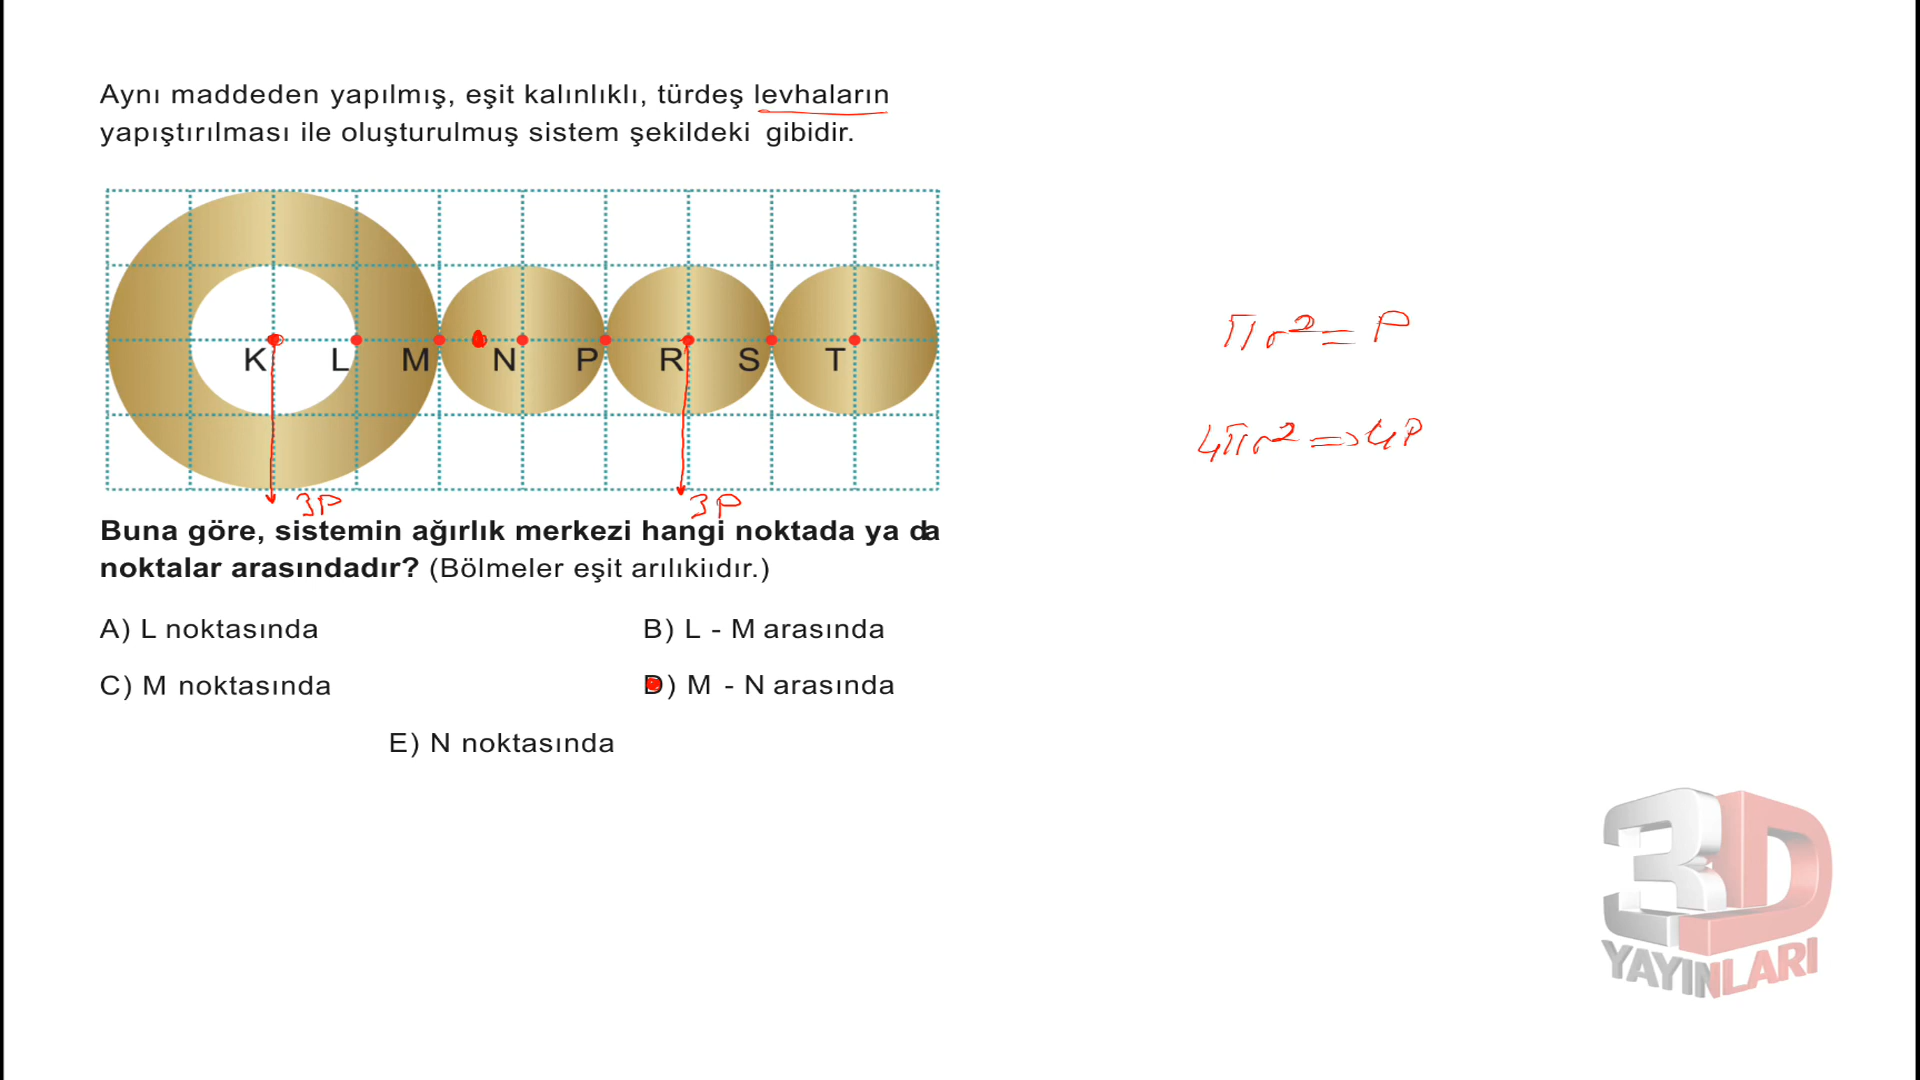 Aynı maddeden yapılmış, eşit kalınlıklı, türdeş levhaların
yapıştırılması ile oluşturulmuş sistem şekildeki gibidir.
K L M N P R S T
3P 3P
πr² = P
4πr² ⇒ 4P
Buna göre, sistemin ağırlık merkezi hangi noktada ya da
noktalar arasındadır? (Bölmeler eşit arılıkiıdır.)
A) L noktasında
B) L - M arasında
C) M noktasında
D) M - N arasında
E) N noktasında
3D
YAYINLARI